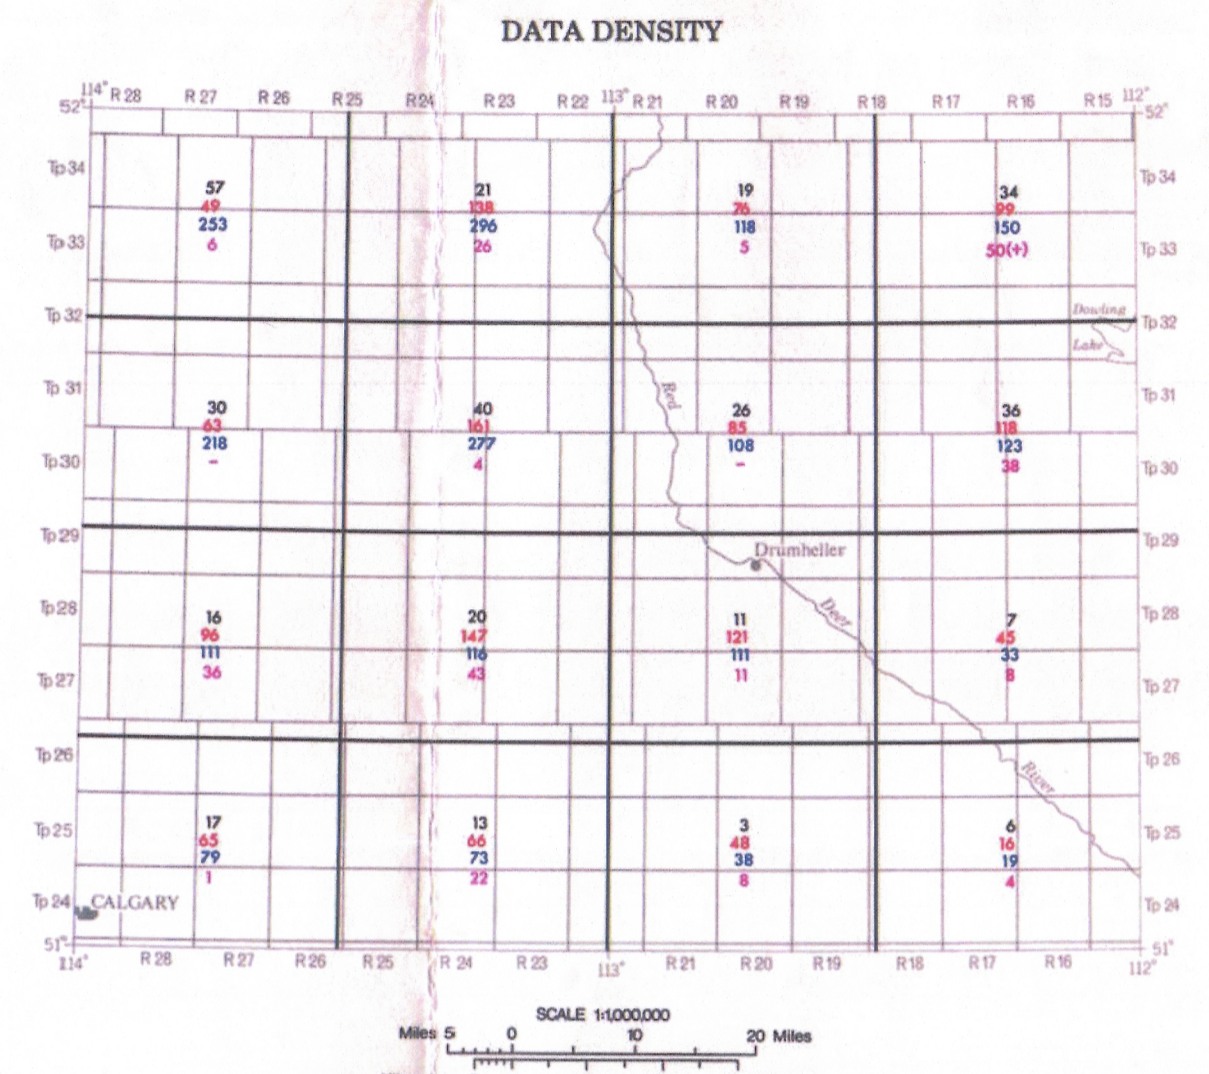 DATA DENSITY
114° R 28 R 27 R 26 R 25 R 24 R 23 R 22 113° R 21 R 20 R 19 R 18 R 17 R 16 R 15 112°
52° 52°
Tp 34 Tp 34
57 21 19 34
49 138 76 99
253 296 118 150
Tp 33 6 26 5 50(+) Tp 33
Dowling
Tp 32 Tp 32
Lake
Tp 31 Red Tp 31
30 40 26 36
63 161 85 118
218 277 108 123
Tp 30 – 4 – 38 Tp 30
Tp 29 Tp 29
Drumheller
Tp 28 Deer Tp 28
16 20 11 7
96 147 121 45
111 116 111 33
Tp 27 36 43 11 8 Tp 27
Tp 26 Tp 26
River
17 13 3 6
Tp 25 Tp 25
65 66 48 16
79 73 38 19
1 22 8 4
Tp 24 CALGARY Tp 24
51° 51°
114° R 28 R 27 R 26 R 25 R 24 R 23 113° R 21 R 20 R 19 R 18 R 17 R 16 112°
SCALE 1:1,000,000
Miles 5 0 10 20 Miles